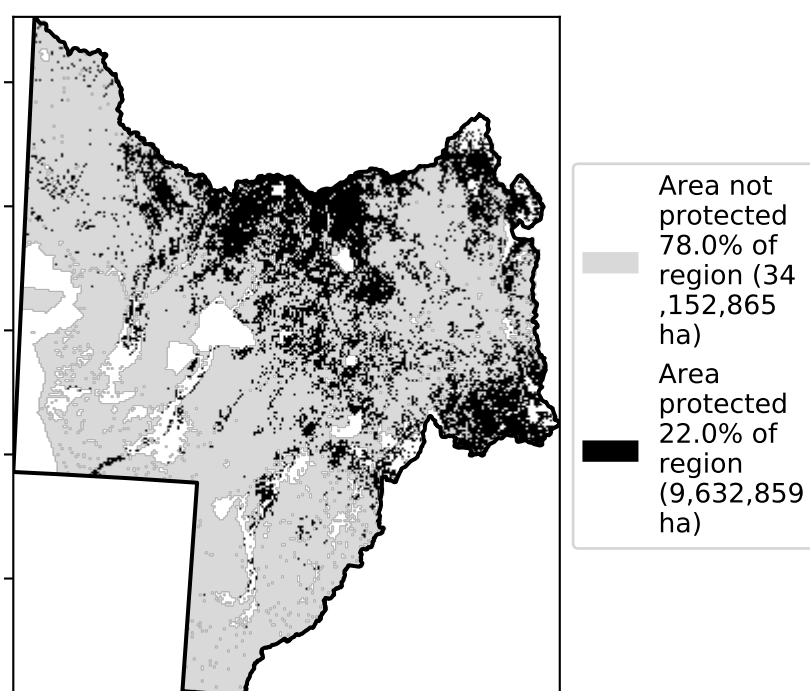 Area not
protected
78.0% of
region (34
,152,865
ha)
Area
protected
22.0% of
region
(9,632,859
ha)